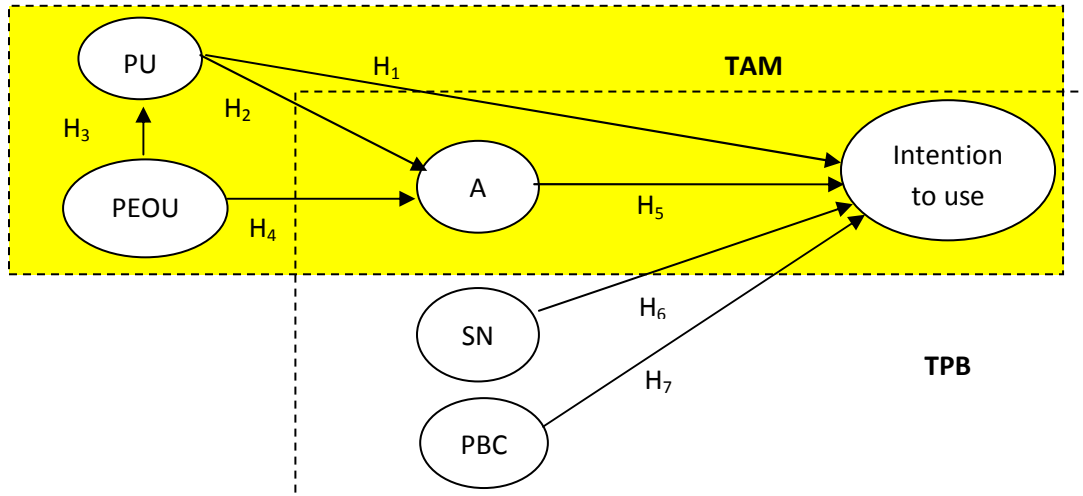 PU
H₁
TAM
H₂
H₃
Intention
to use
A
PEOU
H₅
H₄
H₆
SN
TPB
H₇
PBC